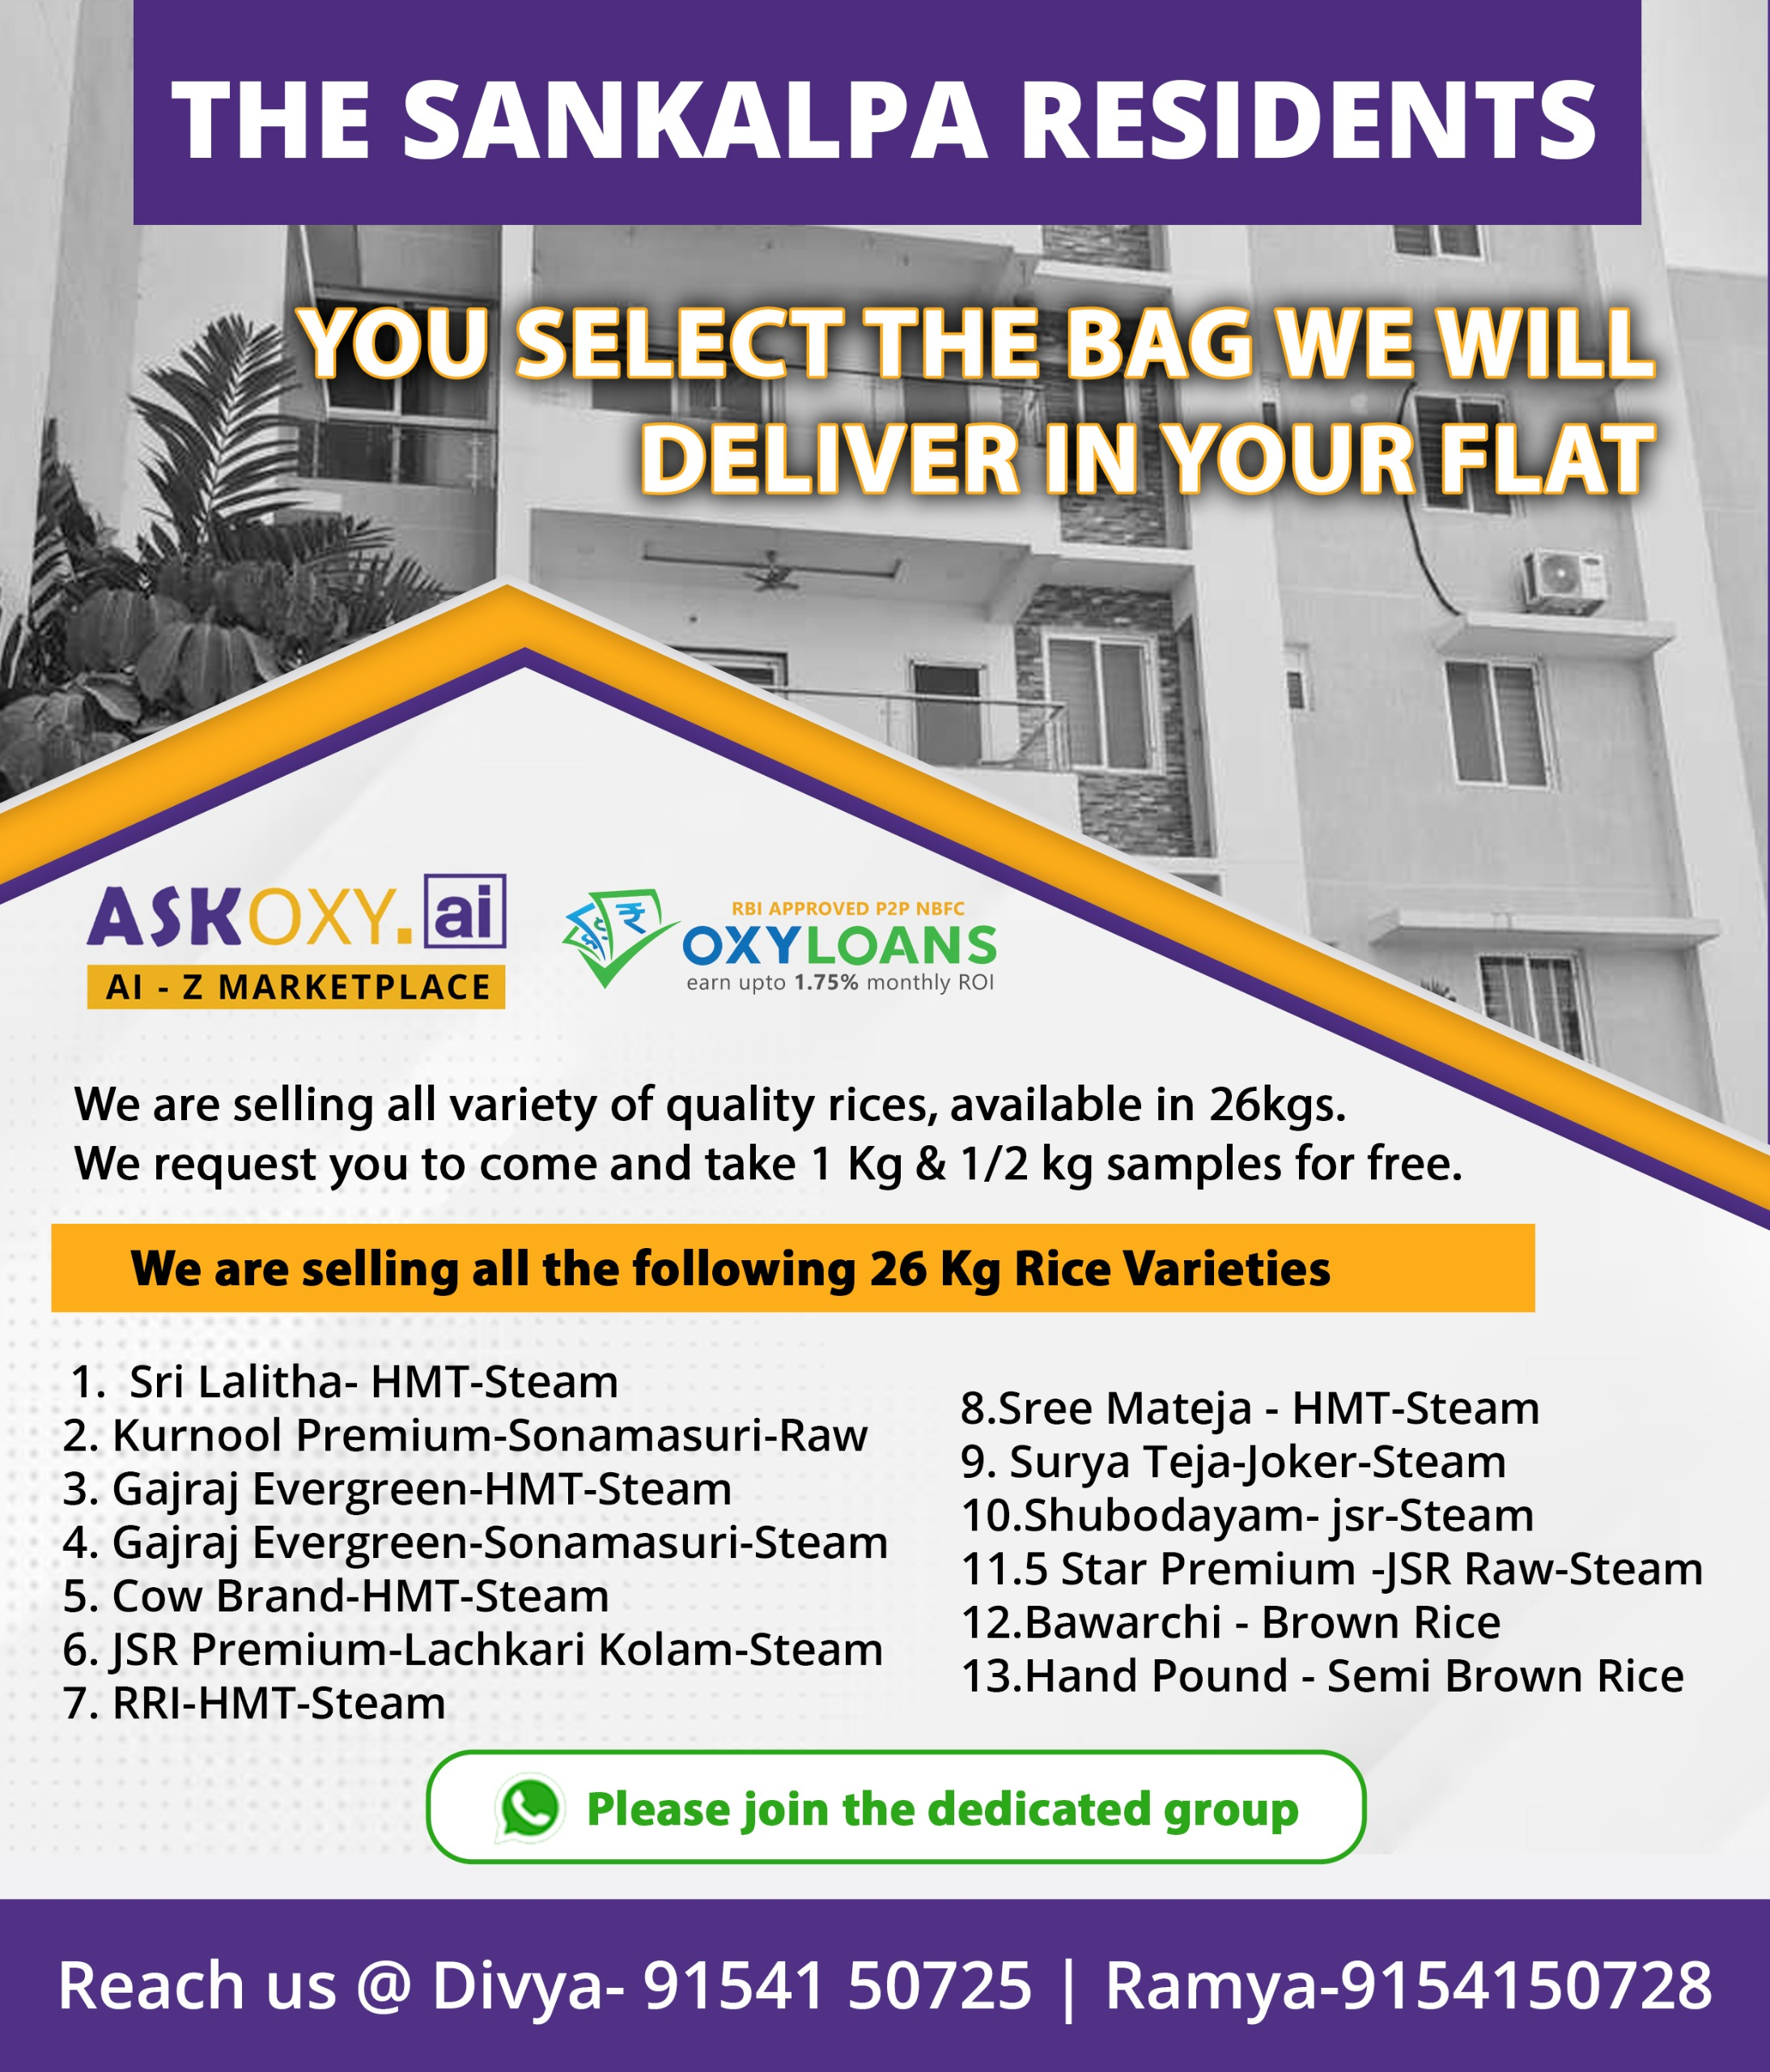 THE SANKALPA RESIDENTS
YOU SELECT THE BAG WE WILL
DELIVER IN YOUR FLAT
ASKOXY.ai
AI - Z MARKETPLACE
RBI APPROVED P2P NBFC
OXYLOANS
earn upto 1.75% monthly ROI
We are selling all variety of quality rices, available in 26kgs.
We request you to come and take 1 Kg & 1/2 kg samples for free.
We are selling all the following 26 Kg Rice Varieties
1. Sri Lalitha- HMT-Steam
2. Kurnool Premium-Sonamasuri-Raw
3. Gajraj Evergreen-HMT-Steam
4. Gajraj Evergreen-Sonamasuri-Steam
5. Cow Brand-HMT-Steam
6. JSR Premium-Lachkari Kolam-Steam
7. RRI-HMT-Steam
8.Sree Mateja - HMT-Steam
9. Surya Teja-Joker-Steam
10.Shubodayam- jsr-Steam
11.5 Star Premium -JSR Raw-Steam
12.Bawarchi - Brown Rice
13.Hand Pound - Semi Brown Rice
Please join the dedicated group
Reach us @ Divya- 91541 50725 | Ramya-9154150728